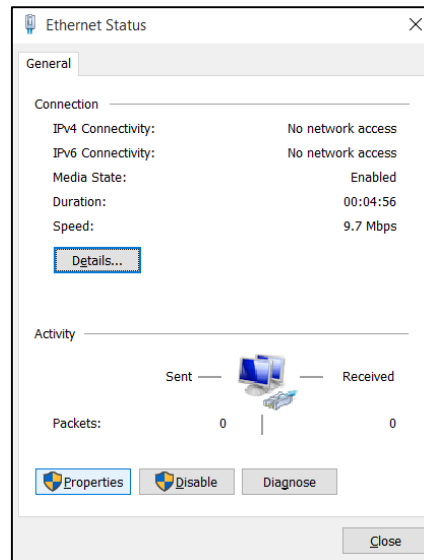 Ethernet Status
General
Connection
IPv4 Connectivity: No network access
IPv6 Connectivity: No network access
Media State: Enabled
Duration: 00:04:56
Speed: 9.7 Mbps
Details...
Activity
Sent Received
Packets: 0 0
Properties Disable Diagnose
Close